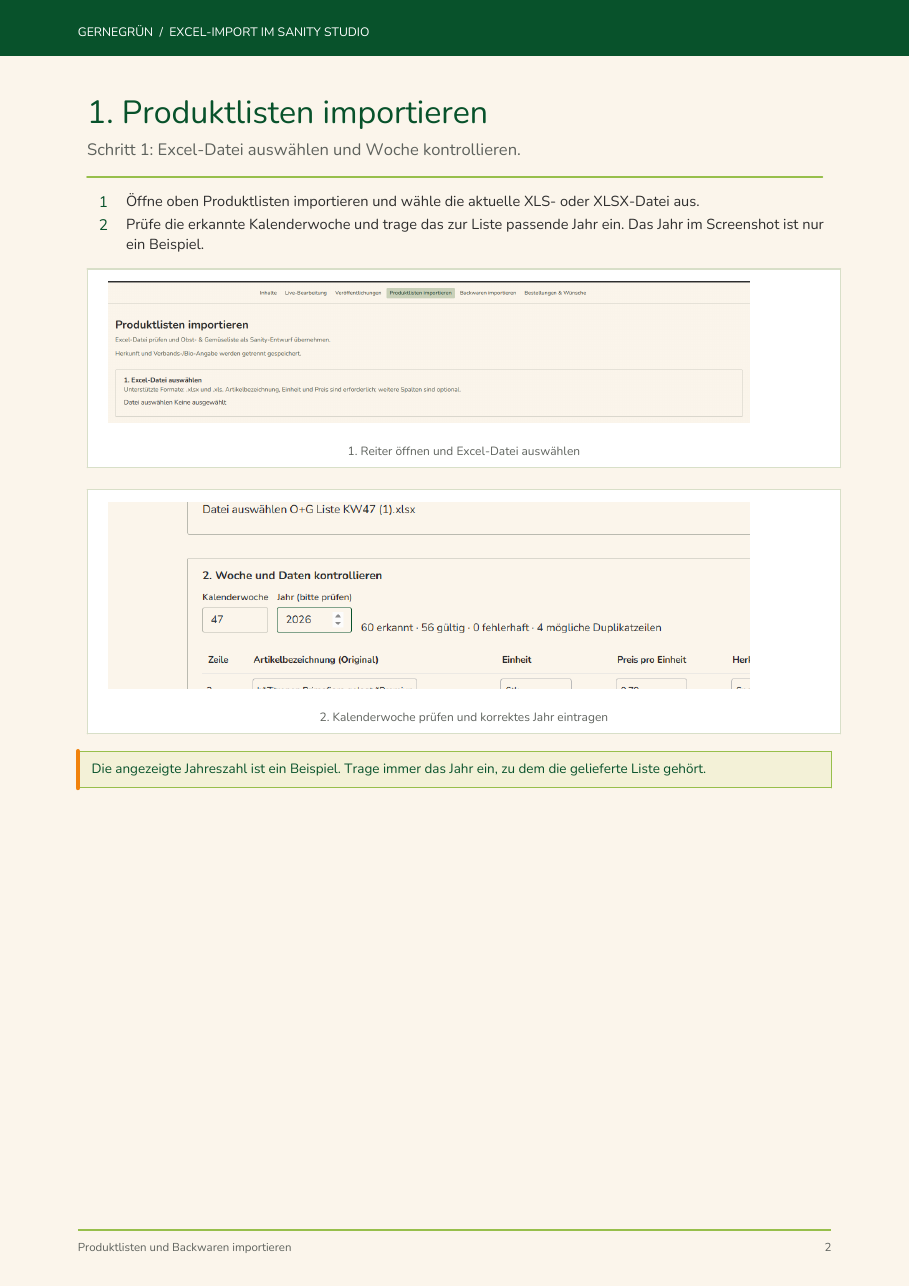 GERNEGRÜN / EXCEL-IMPORT IM SANITY STUDIO
1. Produktlisten importieren
Schritt 1: Excel-Datei auswählen und Woche kontrollieren.
1 Öffne oben Produktlisten importieren und wähle die aktuelle XLS- oder XLSX-Datei aus.
2 Prüfe die erkannte Kalenderwoche und trage das zur Liste passende Jahr ein. Das Jahr im Screenshot ist nur
ein Beispiel.
Inhalte Live-Bearbeitung Veröffentlichungen Produktlisten importieren Backwaren importieren Bestellungen & Wünsche
Produktlisten importieren
Excel-Datei prüfen und Obst- & Gemüseliste als Sanity-Entwurf übernehmen.
Herkunft und Verbands-/Bio-Angabe werden getrennt gespeichert.
1. Excel-Datei auswählen
Unterstützte Formate: .xlsx und .xls. Artikelbezeichnung, Einheit und Preis sind erforderlich; weitere Spalten sind optional.
Datei auswählen Keine ausgewählt
1. Reiter öffnen und Excel-Datei auswählen
Datei auswählen O+G Liste KW47 (1).xlsx
2. Woche und Daten kontrollieren
Kalenderwoche Jahr (bitte prüfen)
47 2026 60 erkannt · 56 gültig · 0 fehlerhaft · 4 mögliche Duplikatzeilen
Zeile Artikelbezeichnung (Original) Einheit Preis pro Einheit
2. Kalenderwoche prüfen und korrektes Jahr eintragen
Die angezeigte Jahreszahl ist ein Beispiel. Trage immer das Jahr ein, zu dem die gelieferte Liste gehört.
Produktlisten und Backwaren importieren 2